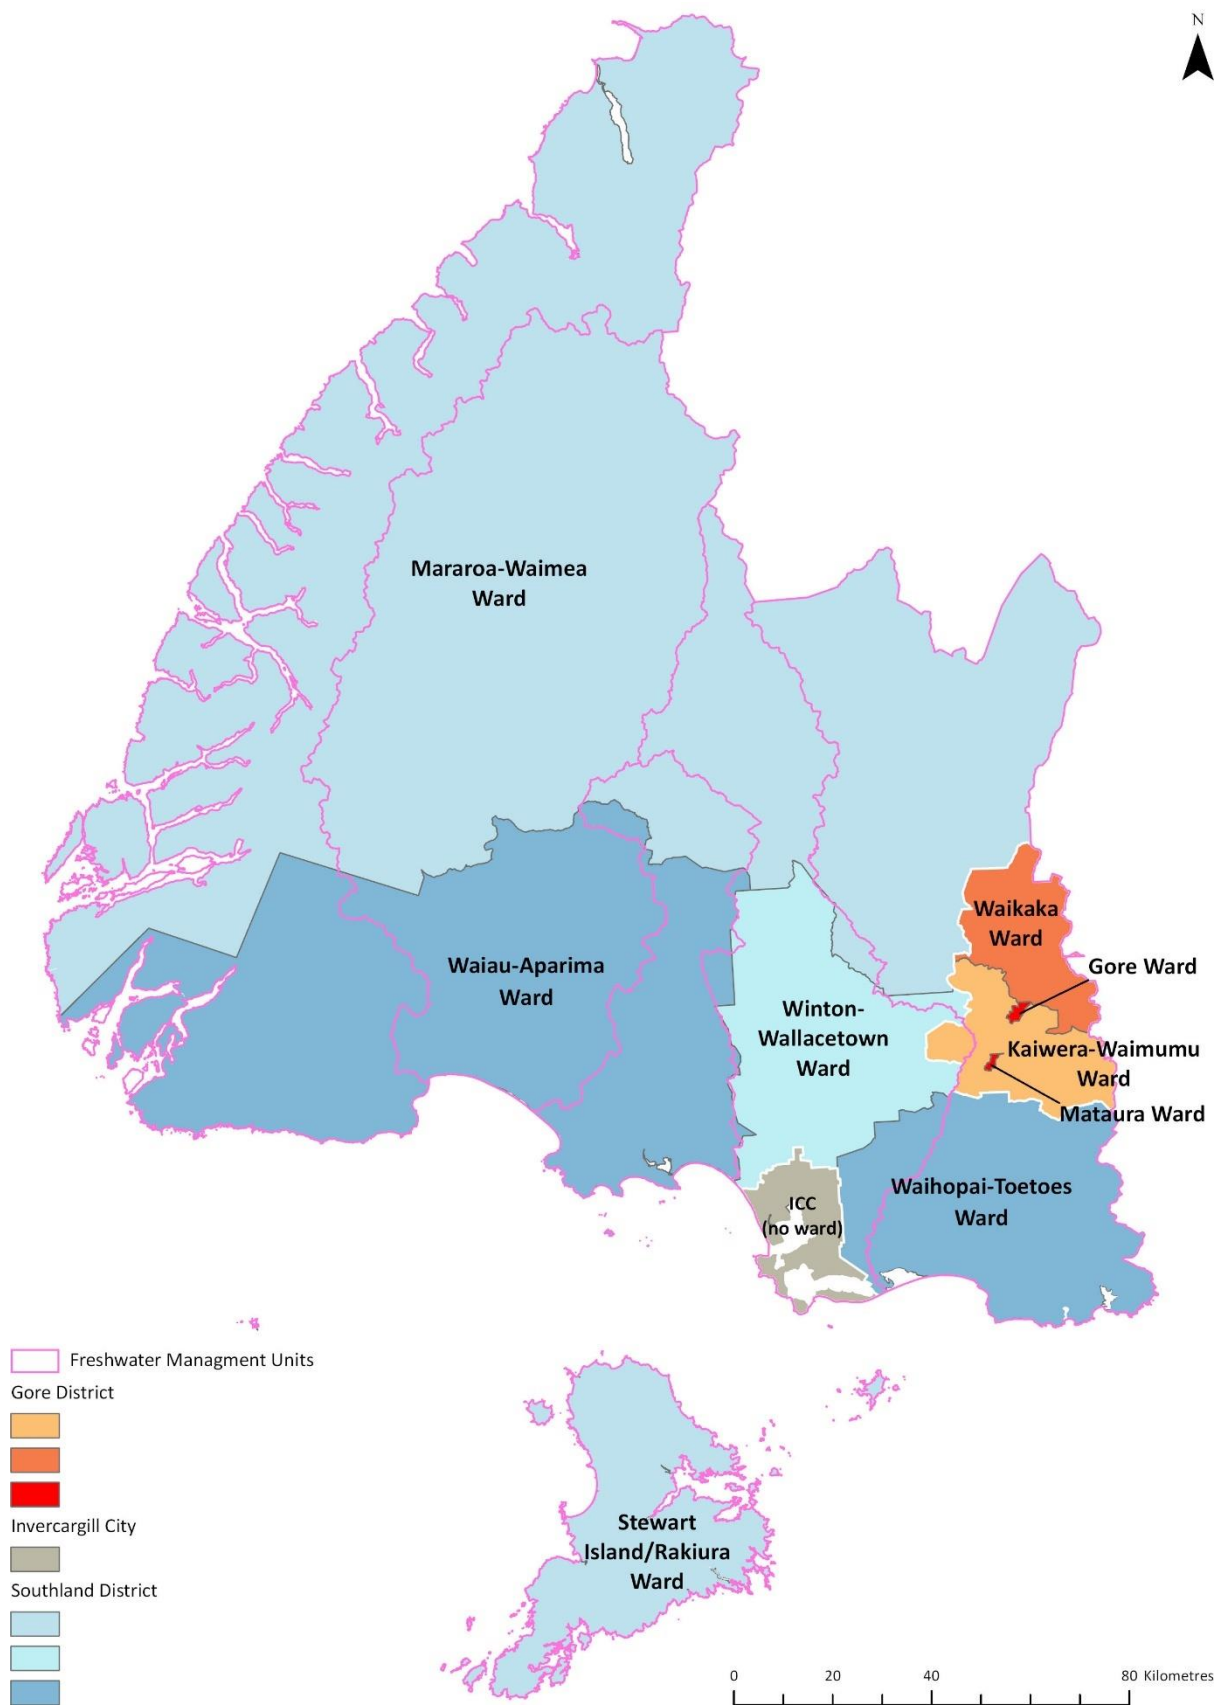 N
Mararoa-Waimea
Ward
Waikaka
Ward
Gore Ward
Waiau-Aparima
Ward
Winton-
Wallacetown
Ward
Kaiwera-Waimumu
Ward
Mataura Ward
Waihopai-Toetoes
Ward
ICC
(no ward)
Freshwater Managment Units
Gore District
Invercargill City
Southland District
Stewart
Island/Rakiura
Ward
0 20 40 80 Kilometres